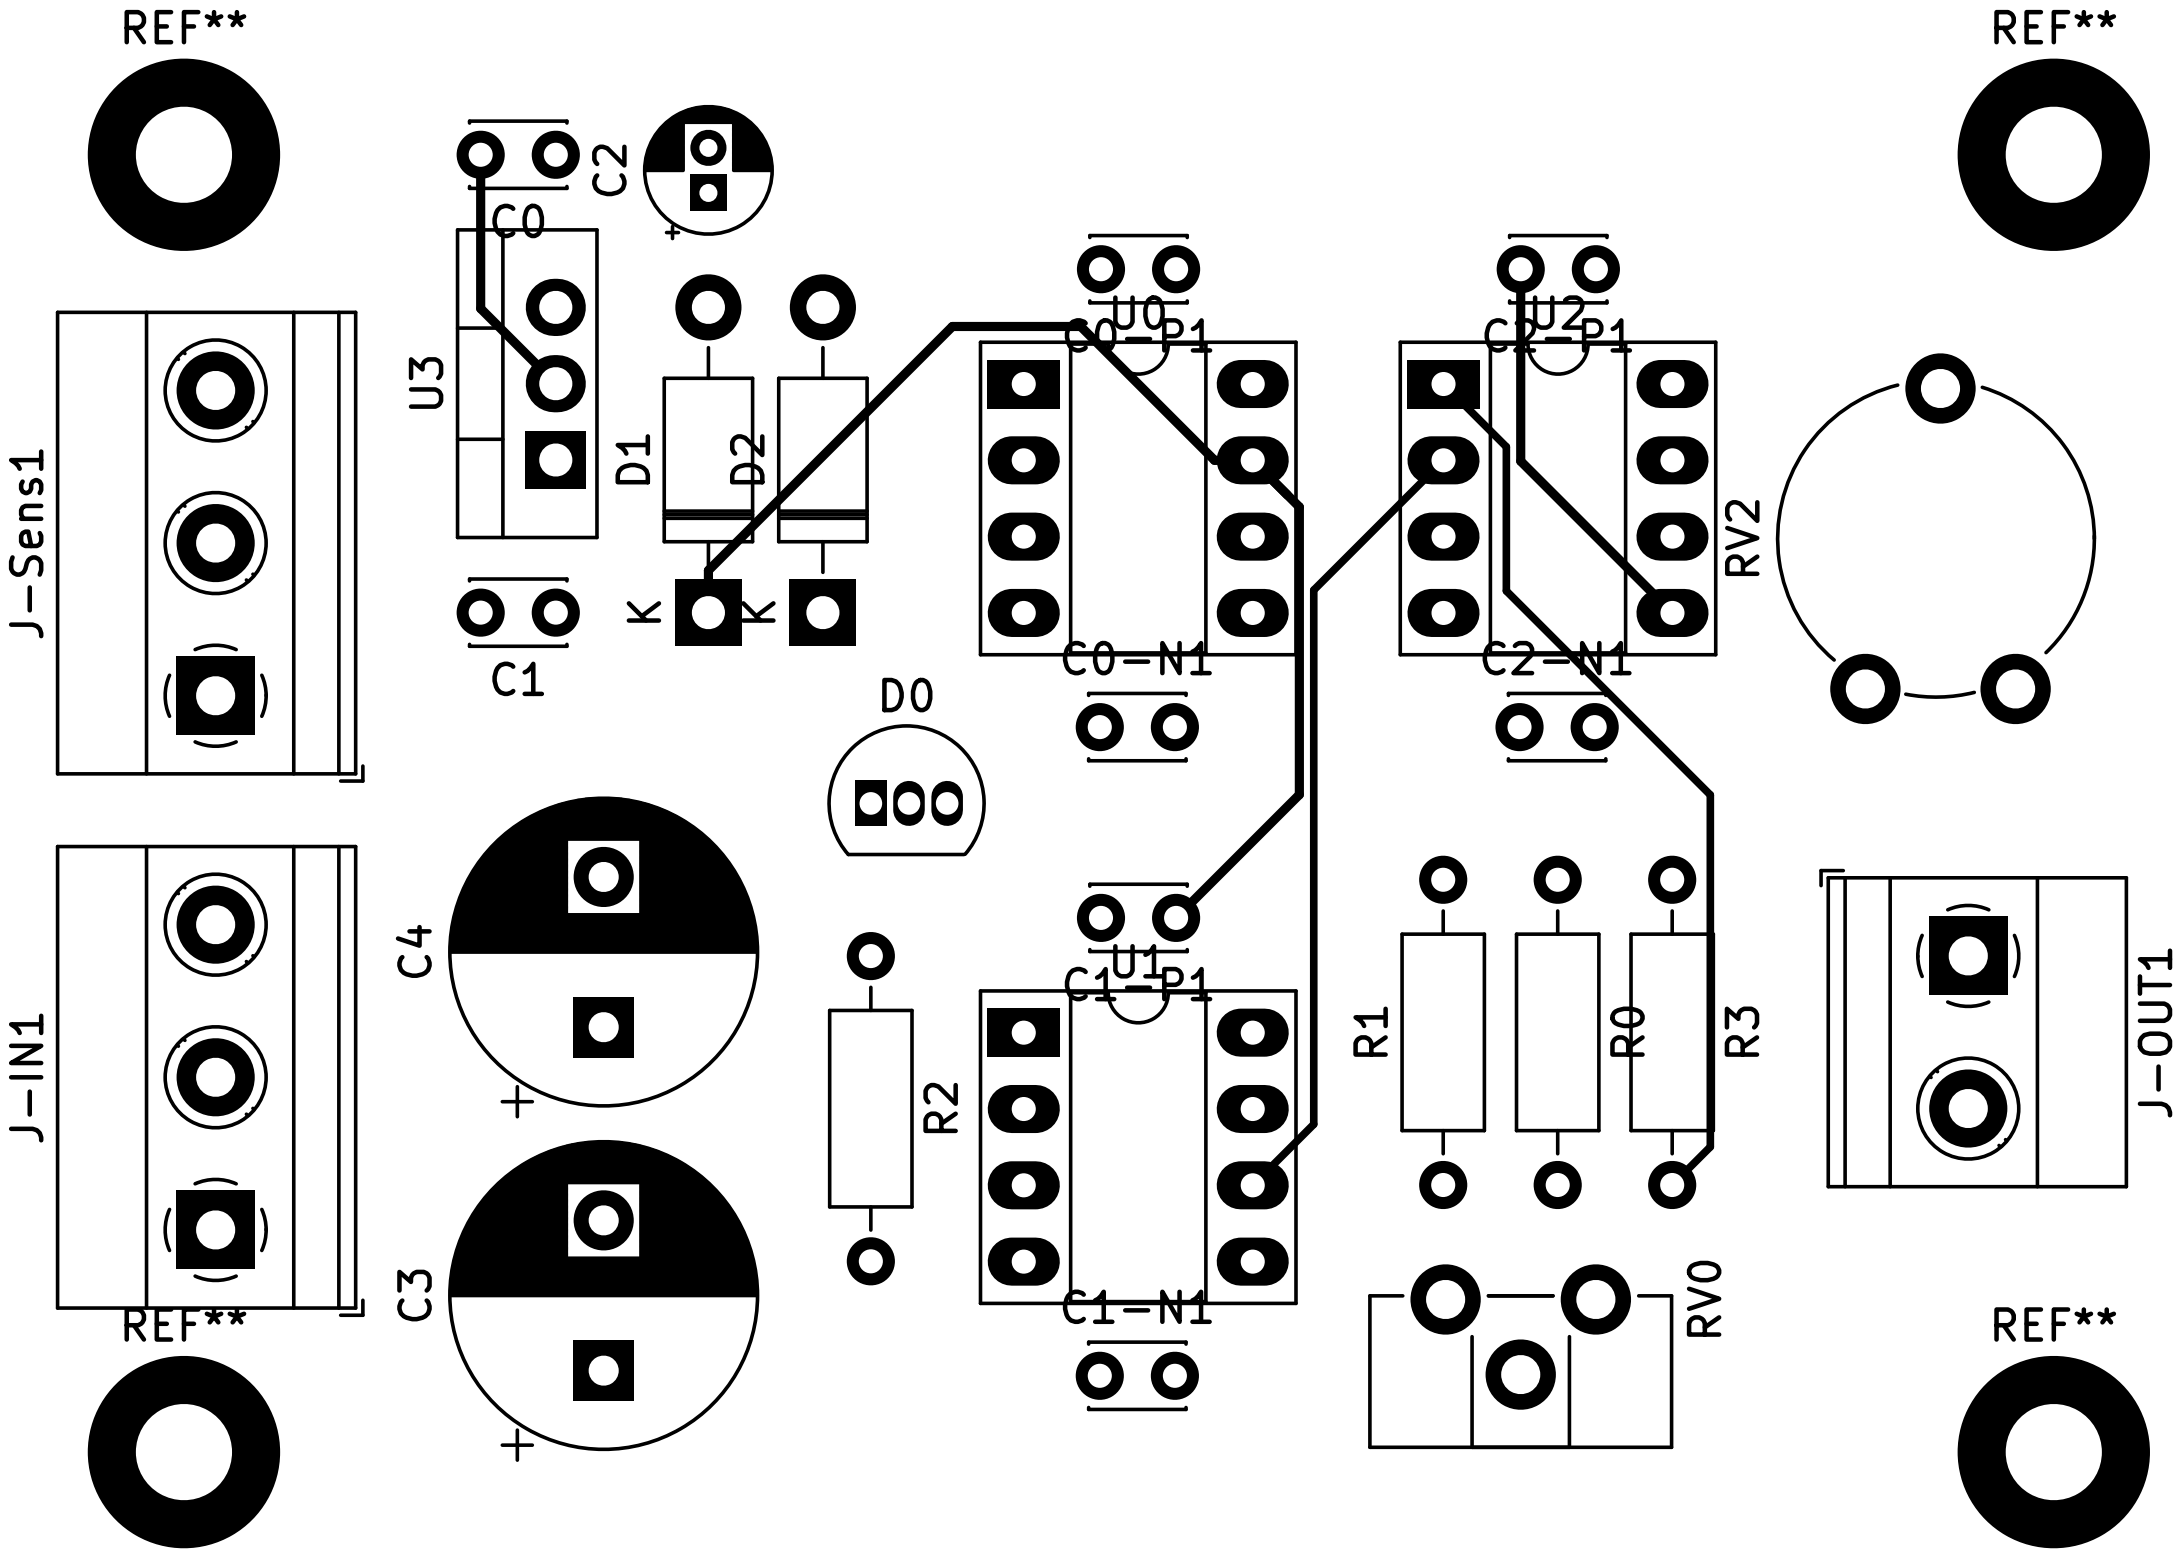 REF**
REF**
C2
C0
U0
C0-P1
U2
C2-P1
U3
D1
D2
J-Sens1
RV2
K
K
C0-N1
C2-N1
C1
D0
C4
U1
C1-P1
J-IN1
R2
R1
R0
R3
J-OUT1
C3
REF**
C1-N1
RV0
REF**